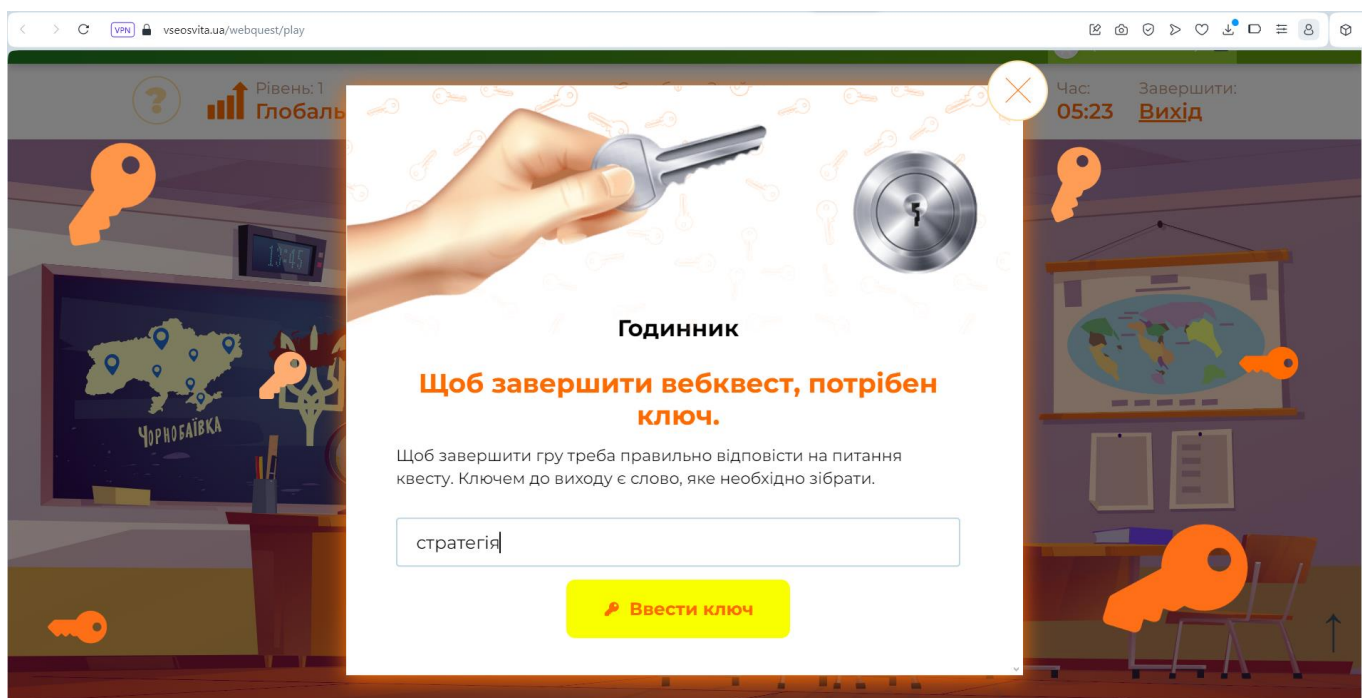 VPN vseosvita.ua/webquest/play
Рівень: 1
Час:
Завершити:
Глобаль
05:23
Вихід
13:45
ЧОРНОБАЇВКА
Годинник
Щоб завершити вебквест, потрібен
ключ.
Щоб завершити гру треба правильно відповісти на питання
квесту. Ключем до виходу є слово, яке необхідно зібрати.
стратегія
Ввести ключ